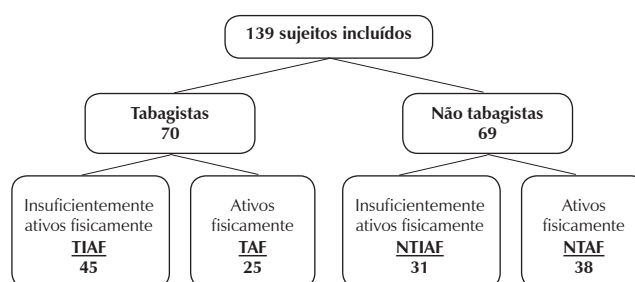 139 sujeitos incluídos
Tabagistas
70
Não tabagistas
69
Insuficientemente
ativos fisicamente
TIAF
45
Ativos
fisicamente
TAF
25
Insuficientemente
ativos fisicamente
NTIAF
31
Ativos
fisicamente
NTAF
38